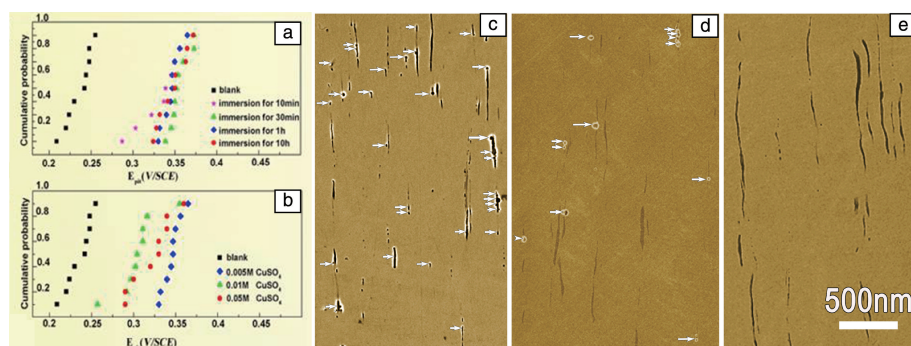 a
1.0
0.8
0.6
0.4
0.2
Cumulative probability
blank
immersion for 10min
immersion for 30min
immersion for 1h
immersion for 10h
0.2 0.25 0.3 0.35 0.4 0.45
E pit (V/SCE)
b
1.0
0.8
0.6
0.4
0.2
Cumulative probability
blank
0.005M CuSO4
0.01M CuSO4
0.05M CuSO4
0.2 0.25 0.3 0.35 0.4 0.45
(V/SCE)
c
d
e
500nm